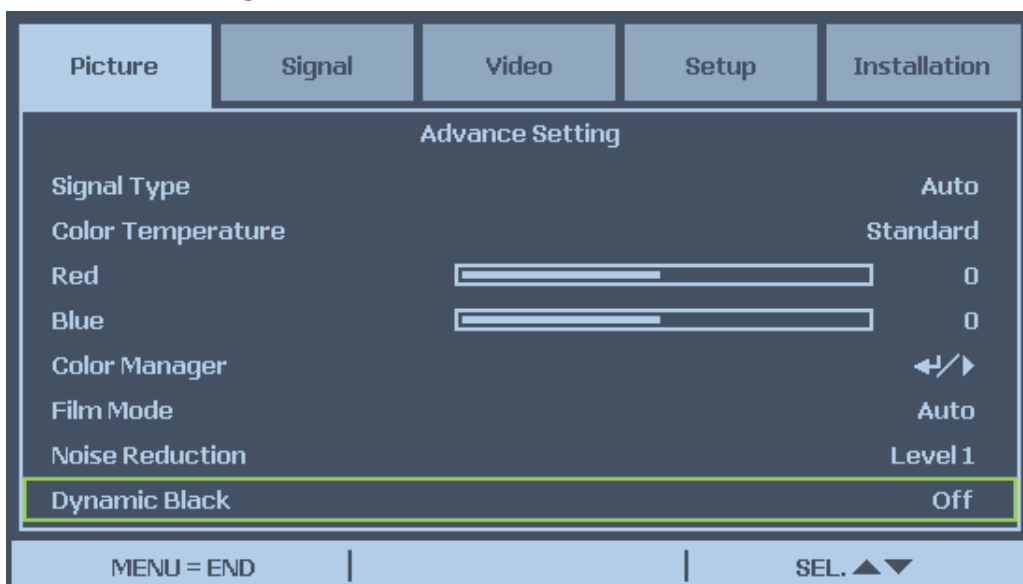 Picture Signal Video Setup Installation
Advance Setting
Signal Type Auto
Color Temperature Standard
Red 0
Blue 0
Color Manager
Film Mode Auto
Noise Reduction Level 1
Dynamic Black Off
MENU = END SEL.